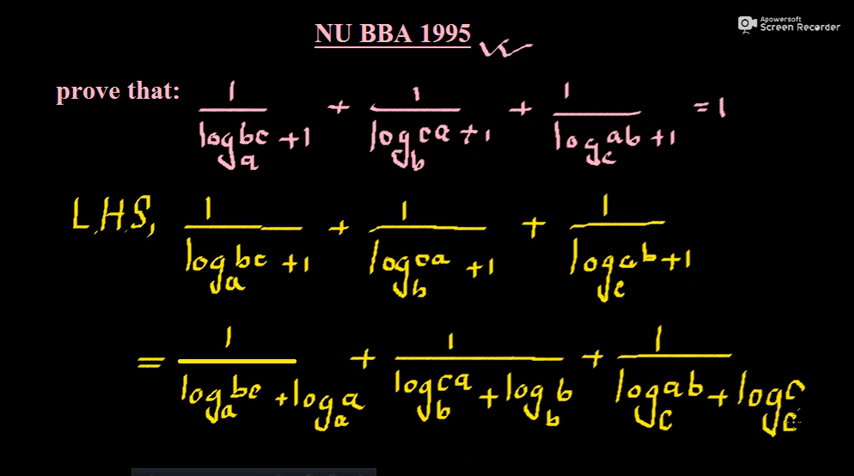 Apowersoft
Screen Recorder
NU BBA 1995
prove that: 1/(log_a bc + 1) + 1/(log_b ca + 1) + 1/(log_c ab + 1) = 1
L.H.S, 1/(log_a bc + 1) + 1/(log_b ca + 1) + 1/(log_c ab + 1)
= 1/(log_a bc + log_a a) + 1/(log_b ca + log_b b) + 1/(log_c ab + log_c c)